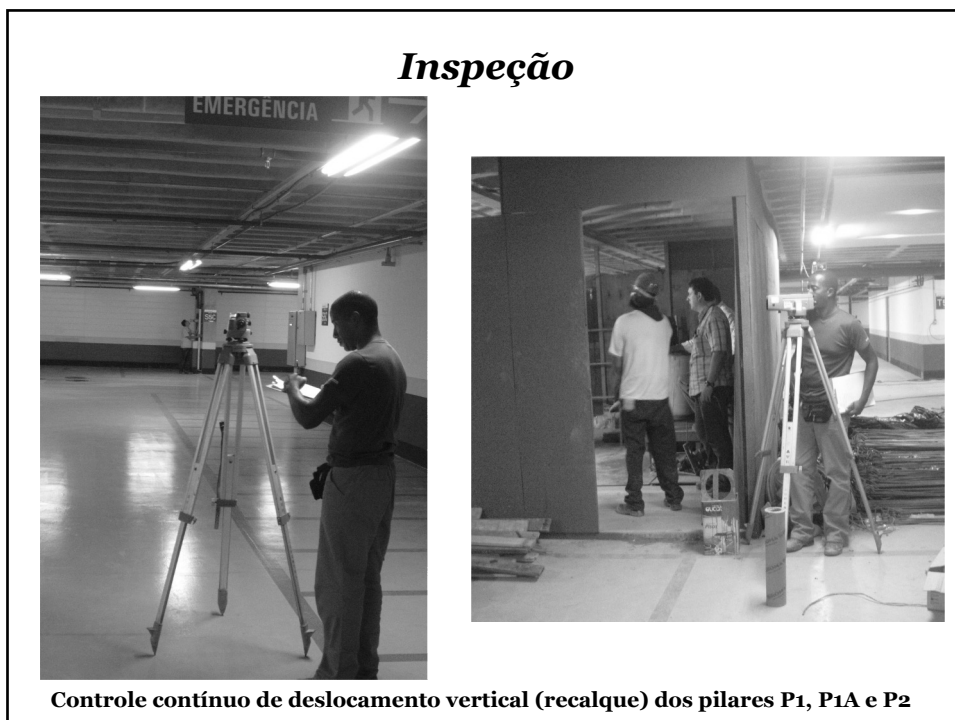 Inspeção
EMERGÊNCIA
Controle contínuo de deslocamento vertical (recalque) dos pilares P1, P1A e P2